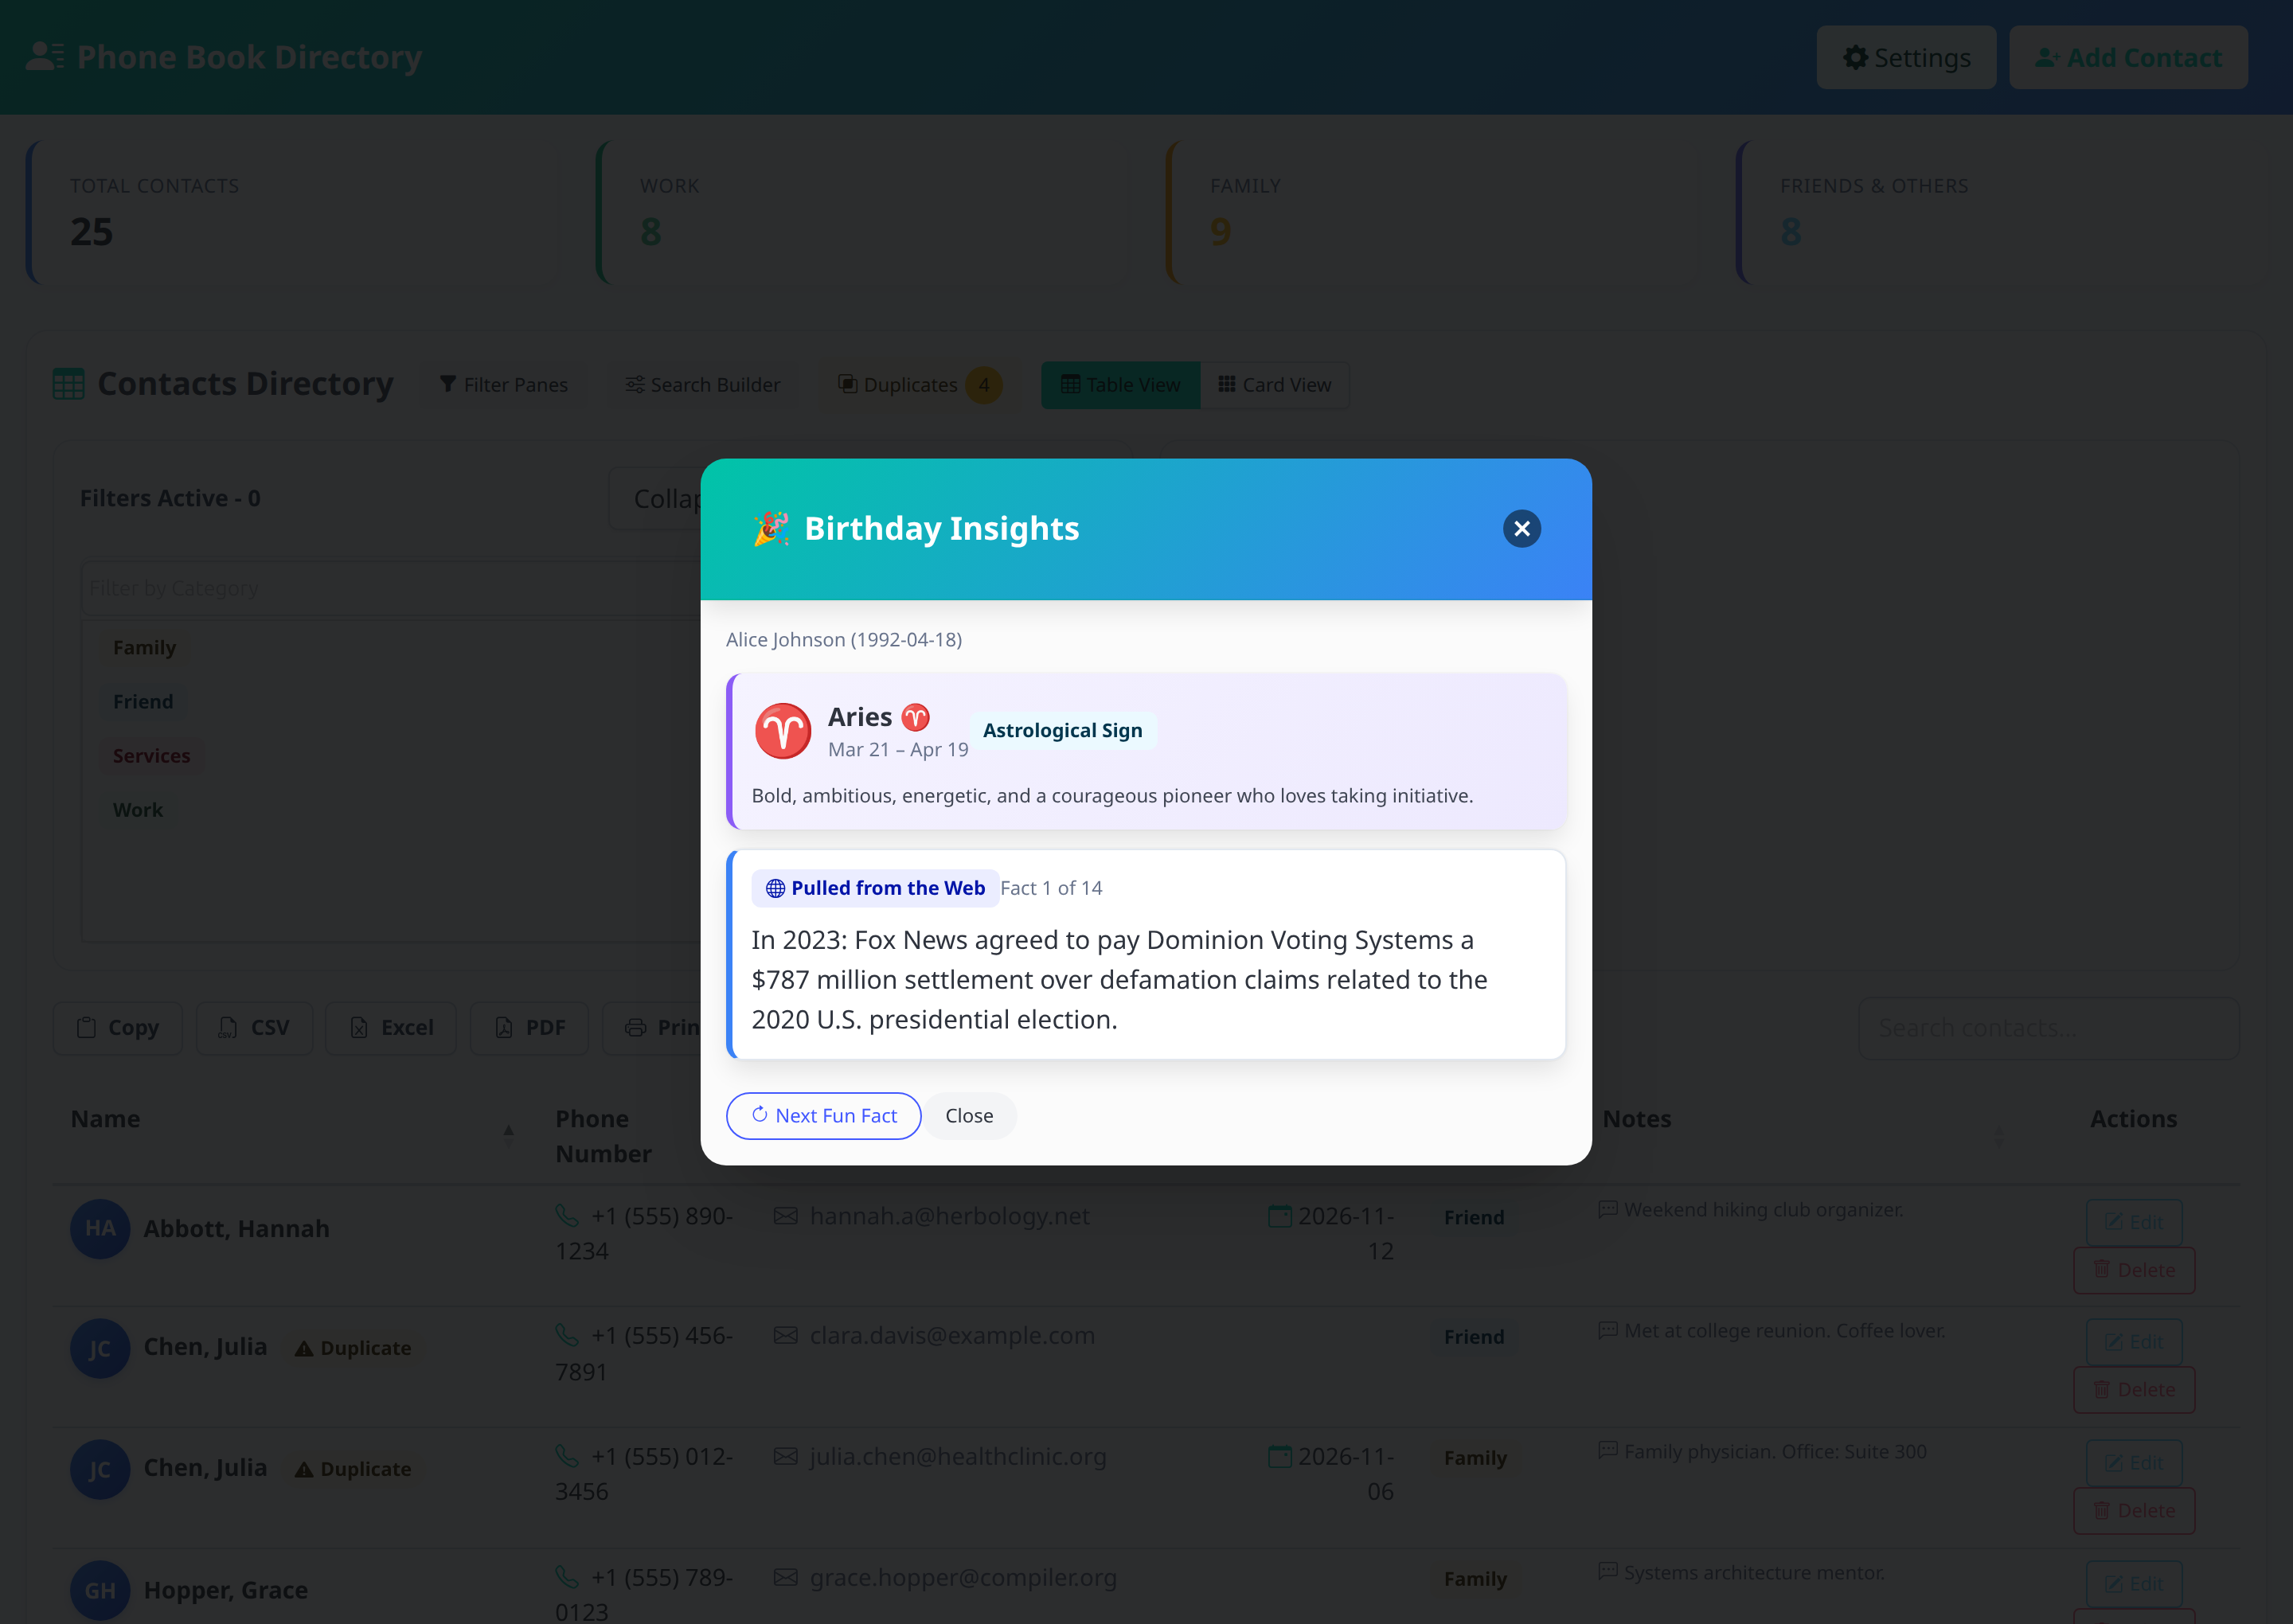 Phone Book Directory
Settings
Add Contact
TOTAL CONTACTS
25
WORK
8
FAMILY
9
FRIENDS & OTHERS
8
Contacts Directory
Filter Panes
Search Builder
Duplicates 4
Table View
Card View
Filters Active - 0
Filter by Category
Family
Friend
Services
Work
🎉 Birthday Insights
Alice Johnson (1992-04-18)
Aries ♈
Mar 21 – Apr 19
Astrological Sign
Bold, ambitious, energetic, and a courageous pioneer who loves taking initiative.
Pulled from the Web
Fact 1 of 14
In 2023: Fox News agreed to pay Dominion Voting Systems a
$787 million settlement over defamation claims related to the
2020 U.S. presidential election.
Next Fun Fact
Close
Copy
CSV
Excel
PDF
Search contacts...
Name
Phone
Number
Notes
Actions
HA
Abbott, Hannah
+1 (555) 890-
1234
hannah.a@herbology.net
2026-11-
12
Friend
Weekend hiking club organizer.
Edit
Delete
JC
Chen, Julia
Duplicate
+1 (555) 456-
7891
clara.davis@example.com
Friend
Met at college reunion. Coffee lover.
Edit
Delete
JC
Chen, Julia
Duplicate
+1 (555) 012-
3456
julia.chen@healthclinic.org
2026-11-
06
Family
Family physician. Office: Suite 300
Edit
Delete
GH
Hopper, Grace
+1 (555) 789-
0123
grace.hopper@compiler.org
Family
Systems architecture mentor.
Edit